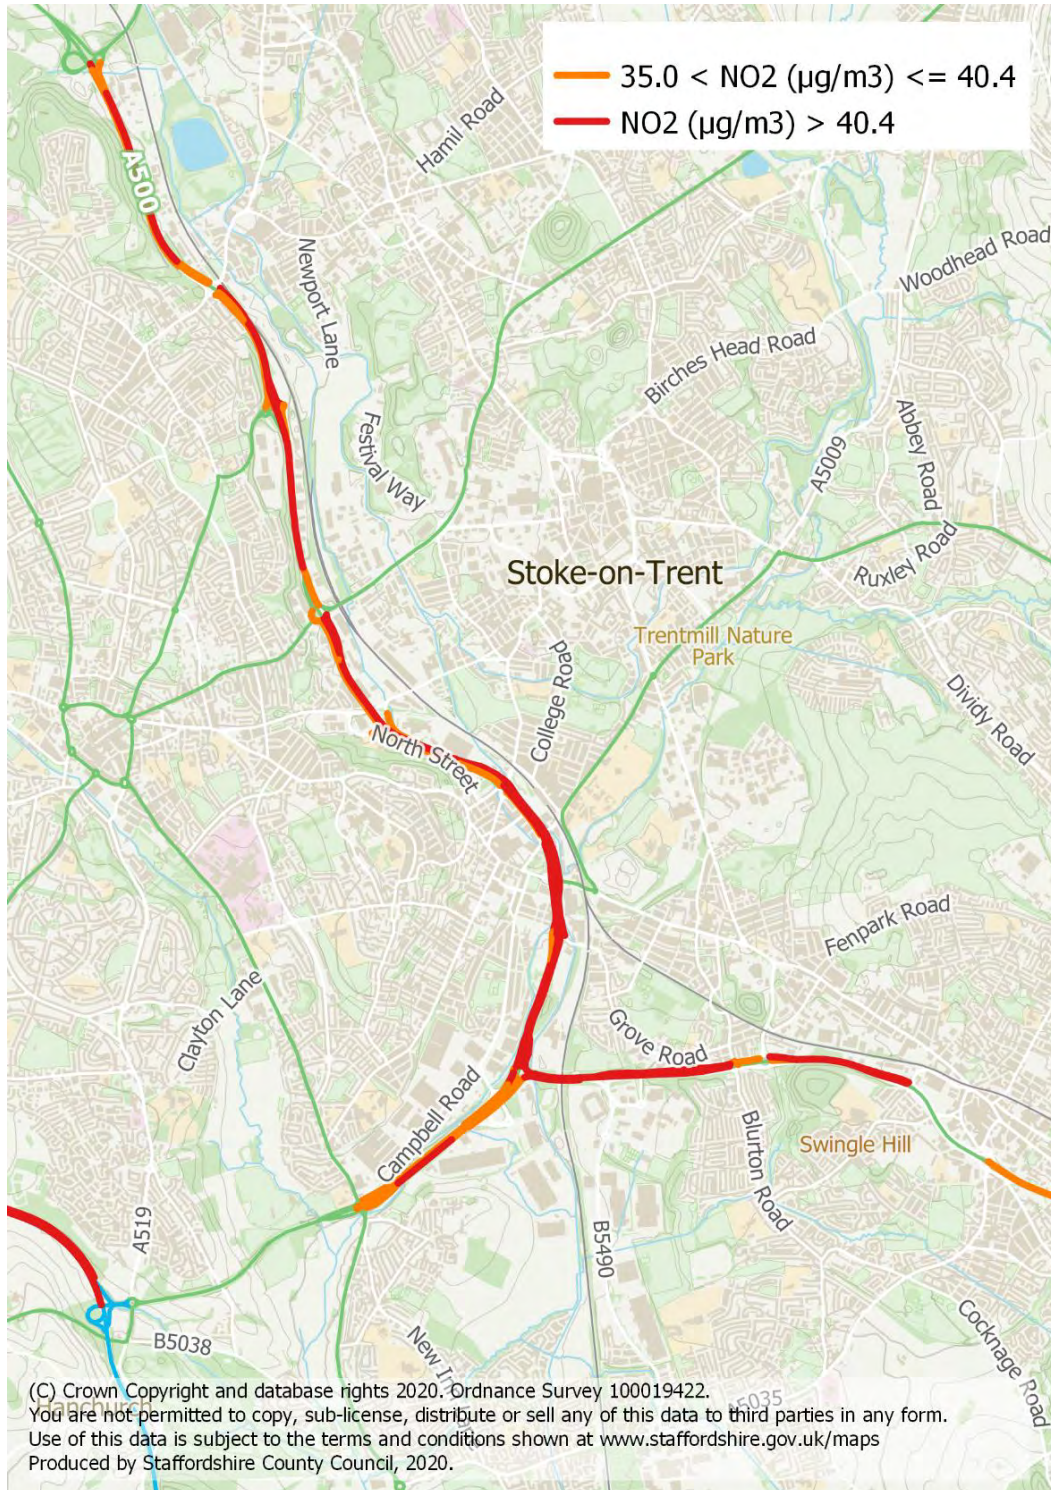 35.0 < NO2 (µg/m3) <= 40.4
NO2 (µg/m3) > 40.4
Hamil Road
A500
Newport Lane
Woodhead Road
Birches Head Road
Festival Way
Abbey Road
A5009
Ruxley Road
Stoke-on-Trent
Trentmill Nature
Park
College Road
Dividy Road
North Street
Fenpark Road
Clayton Lane
Grove Road
Campbell Road
Swingle Hill
Blurton Road
A519
B5490
B5038
Cocknage Road
New Inn
A5035
Hanchurch
(C) Crown Copyright and database rights 2020. Ordnance Survey 100019422.
You are not permitted to copy, sub-license, distribute or sell any of this data to third parties in any form.
Use of this data is subject to the terms and conditions shown at www.staffordshire.gov.uk/maps
Produced by Staffordshire County Council, 2020.